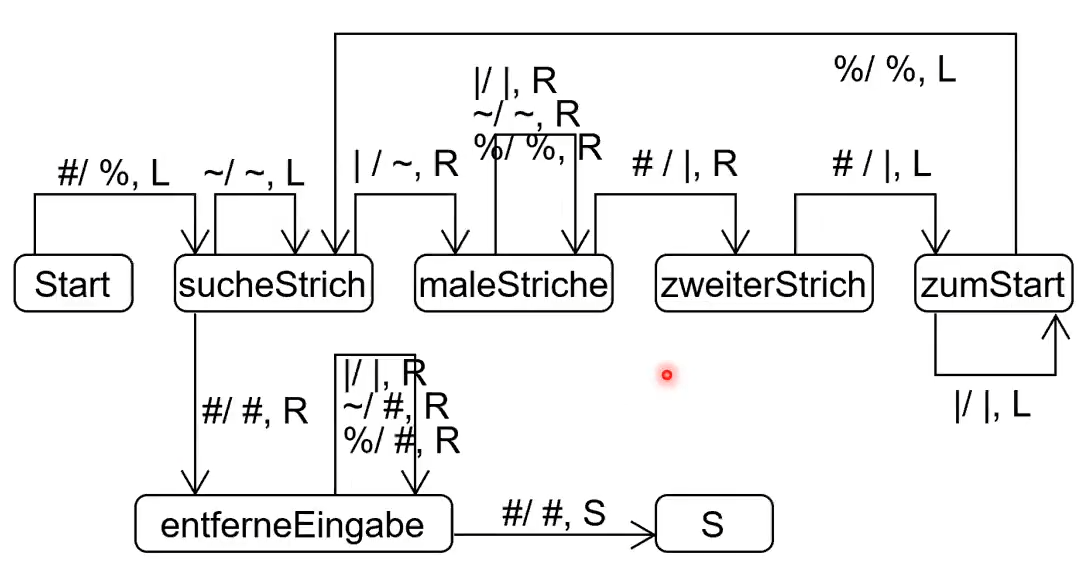 %/ %, L
|/ |, R
~/ ~, R
%/ %, R
#/ %, L
~/ ~, L
| / ~, R
# / |, R
# / |, L
Start
sucheStrich
maleStriche
zweiterStrich
zumStart
#/ #, R
|/ |, R
~/ #, R
%/ #, R
|/ |, L
entferneEingabe
#/ #, S
S